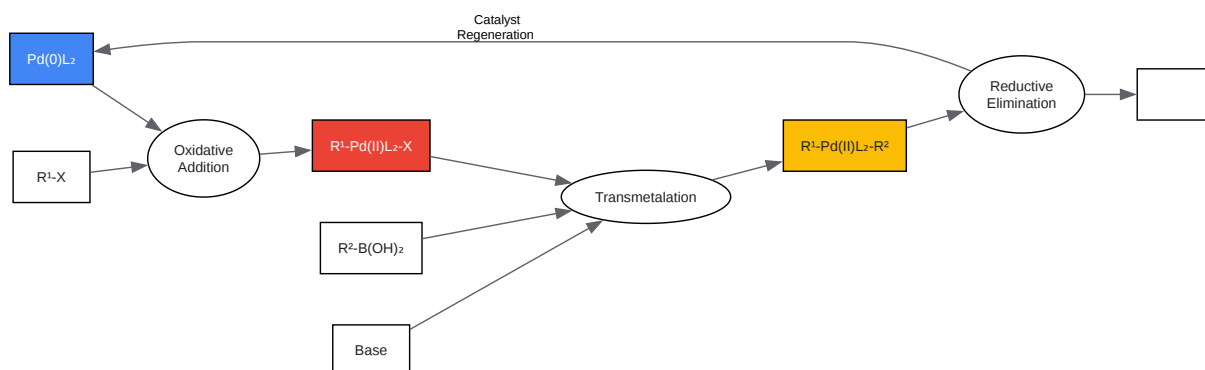 Catalyst
Regeneration
Pd(0)L₂
R¹-X
Oxidative
Addition
R¹-Pd(II)L₂-X
R²-B(OH)₂
Base
Transmetalation
R¹-Pd(II)L₂-R²
Reductive
Elimination